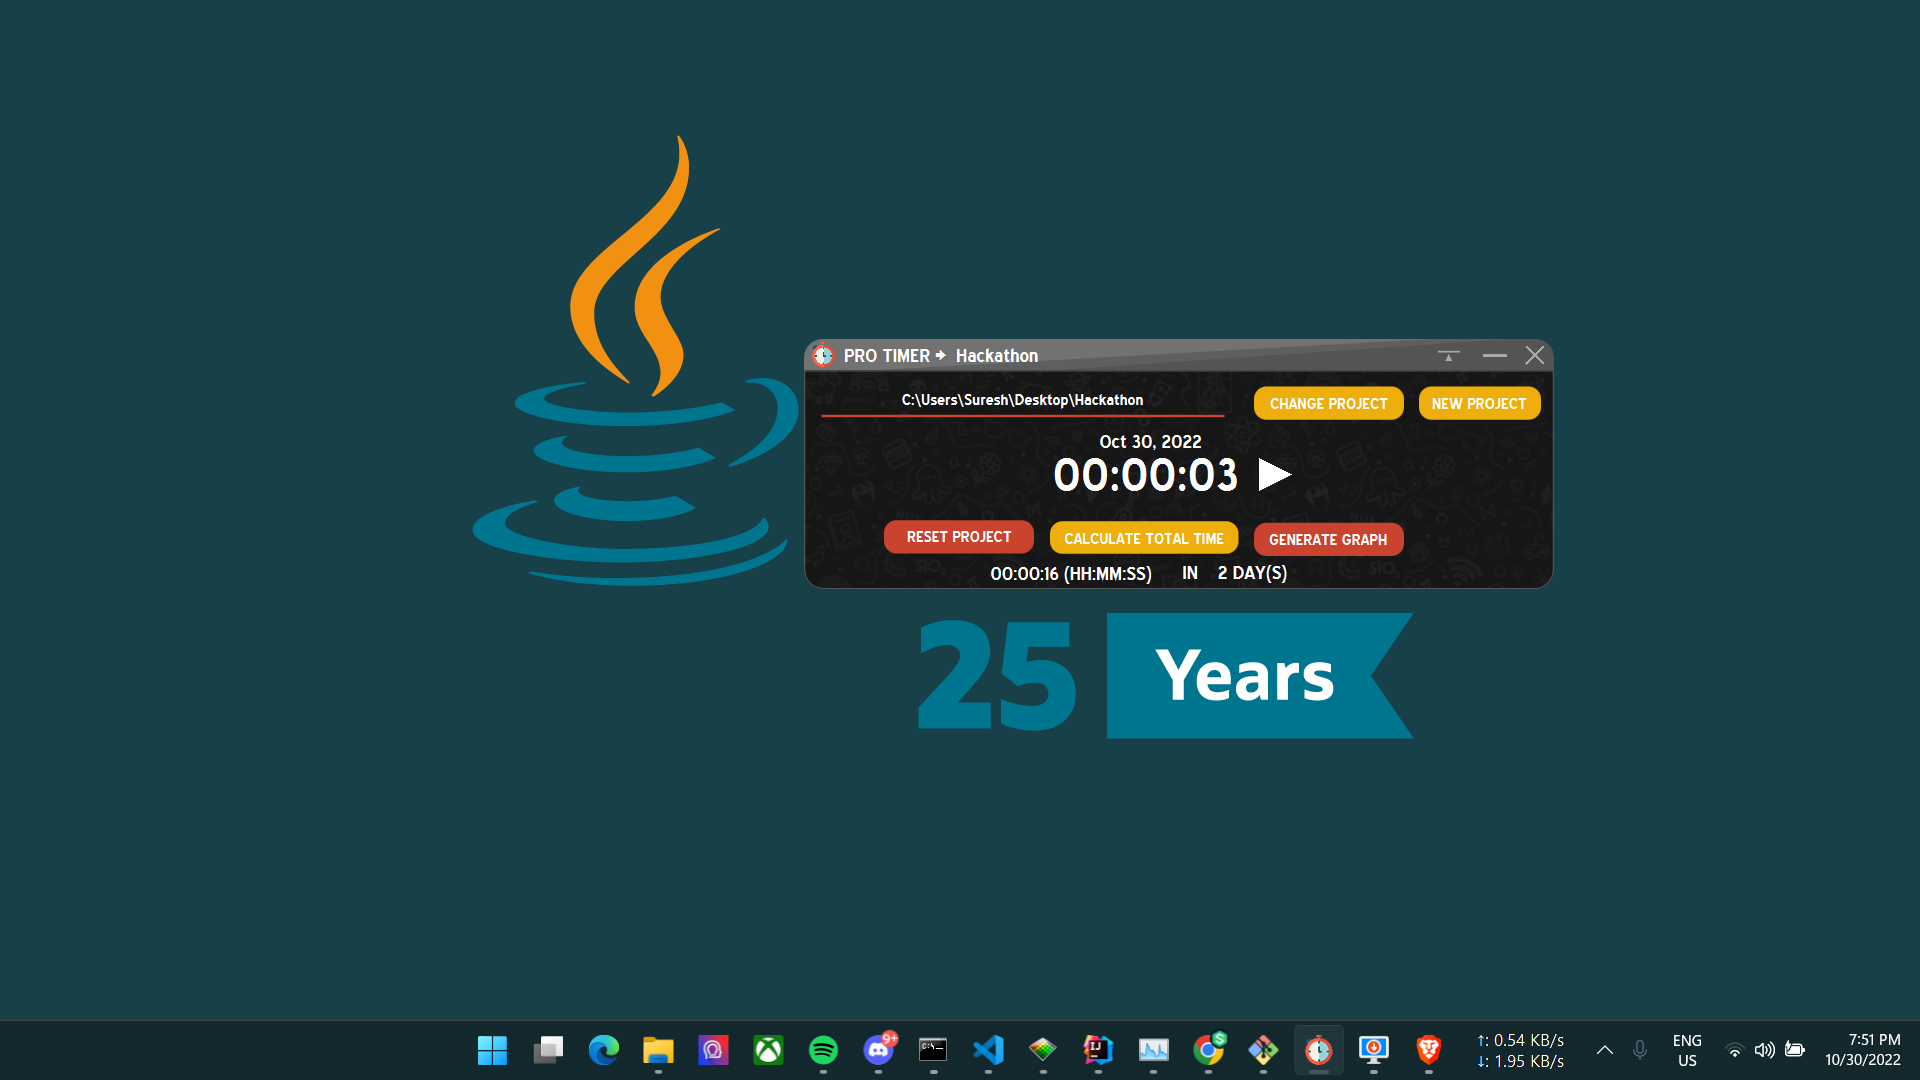 PRO TIMER → Hackathon
C:\Users\Suresh\Desktop\Hackathon
CHANGE PROJECT
NEW PROJECT
Oct 30, 2022
00:00:03
RESET PROJECT
CALCULATE TOTAL TIME
GENERATE GRAPH
00:00:16 (HH:MM:SS) IN 2 DAY(S)
25 Years
9+
C:\_
IJ
$
↑: 0.54 KB/s
↓: 1.95 KB/s
ENG
US
7:51 PM
10/30/2022